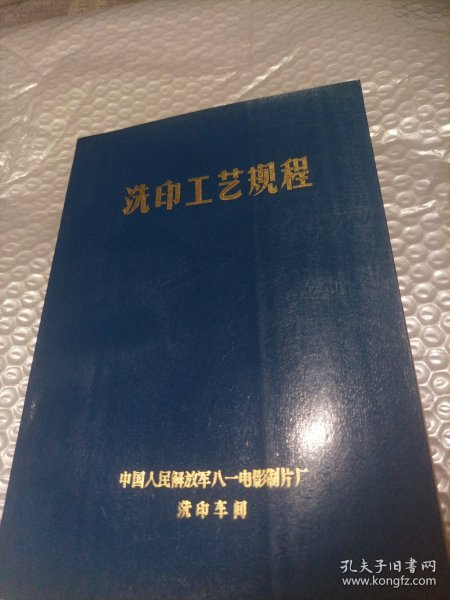 洗印工艺规程
中国人民解放军八一电影制片厂
洗印车间
孔夫子旧书网
www.kongfz.com